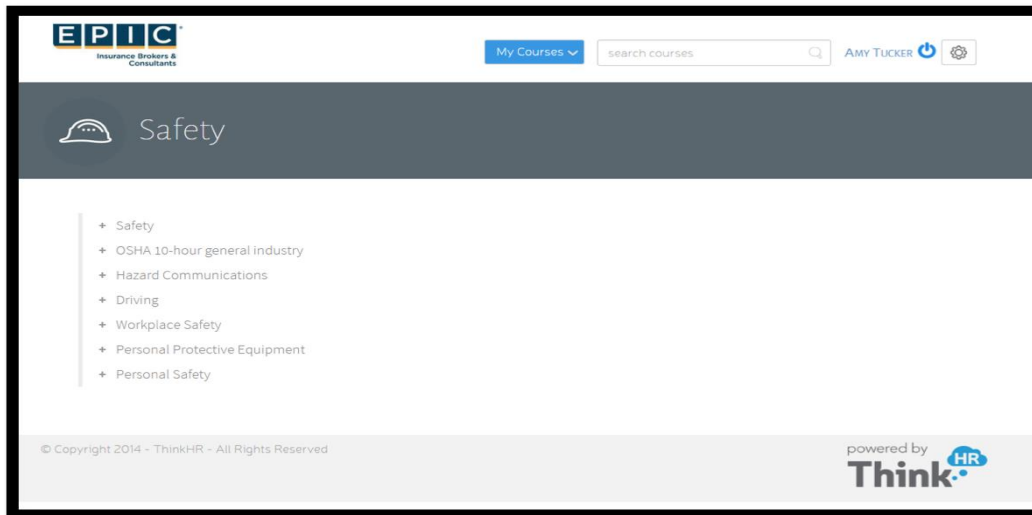 EPIC
Insurance Brokers &
Consultants
My Courses
search courses
AMY TUCKER
Safety
+ Safety
+ OSHA 10-hour general industry
+ Hazard Communications
+ Driving
+ Workplace Safety
+ Personal Protective Equipment
+ Personal Safety
© Copyright 2014 - ThinkHR - All Rights Reserved
powered by
Think HR